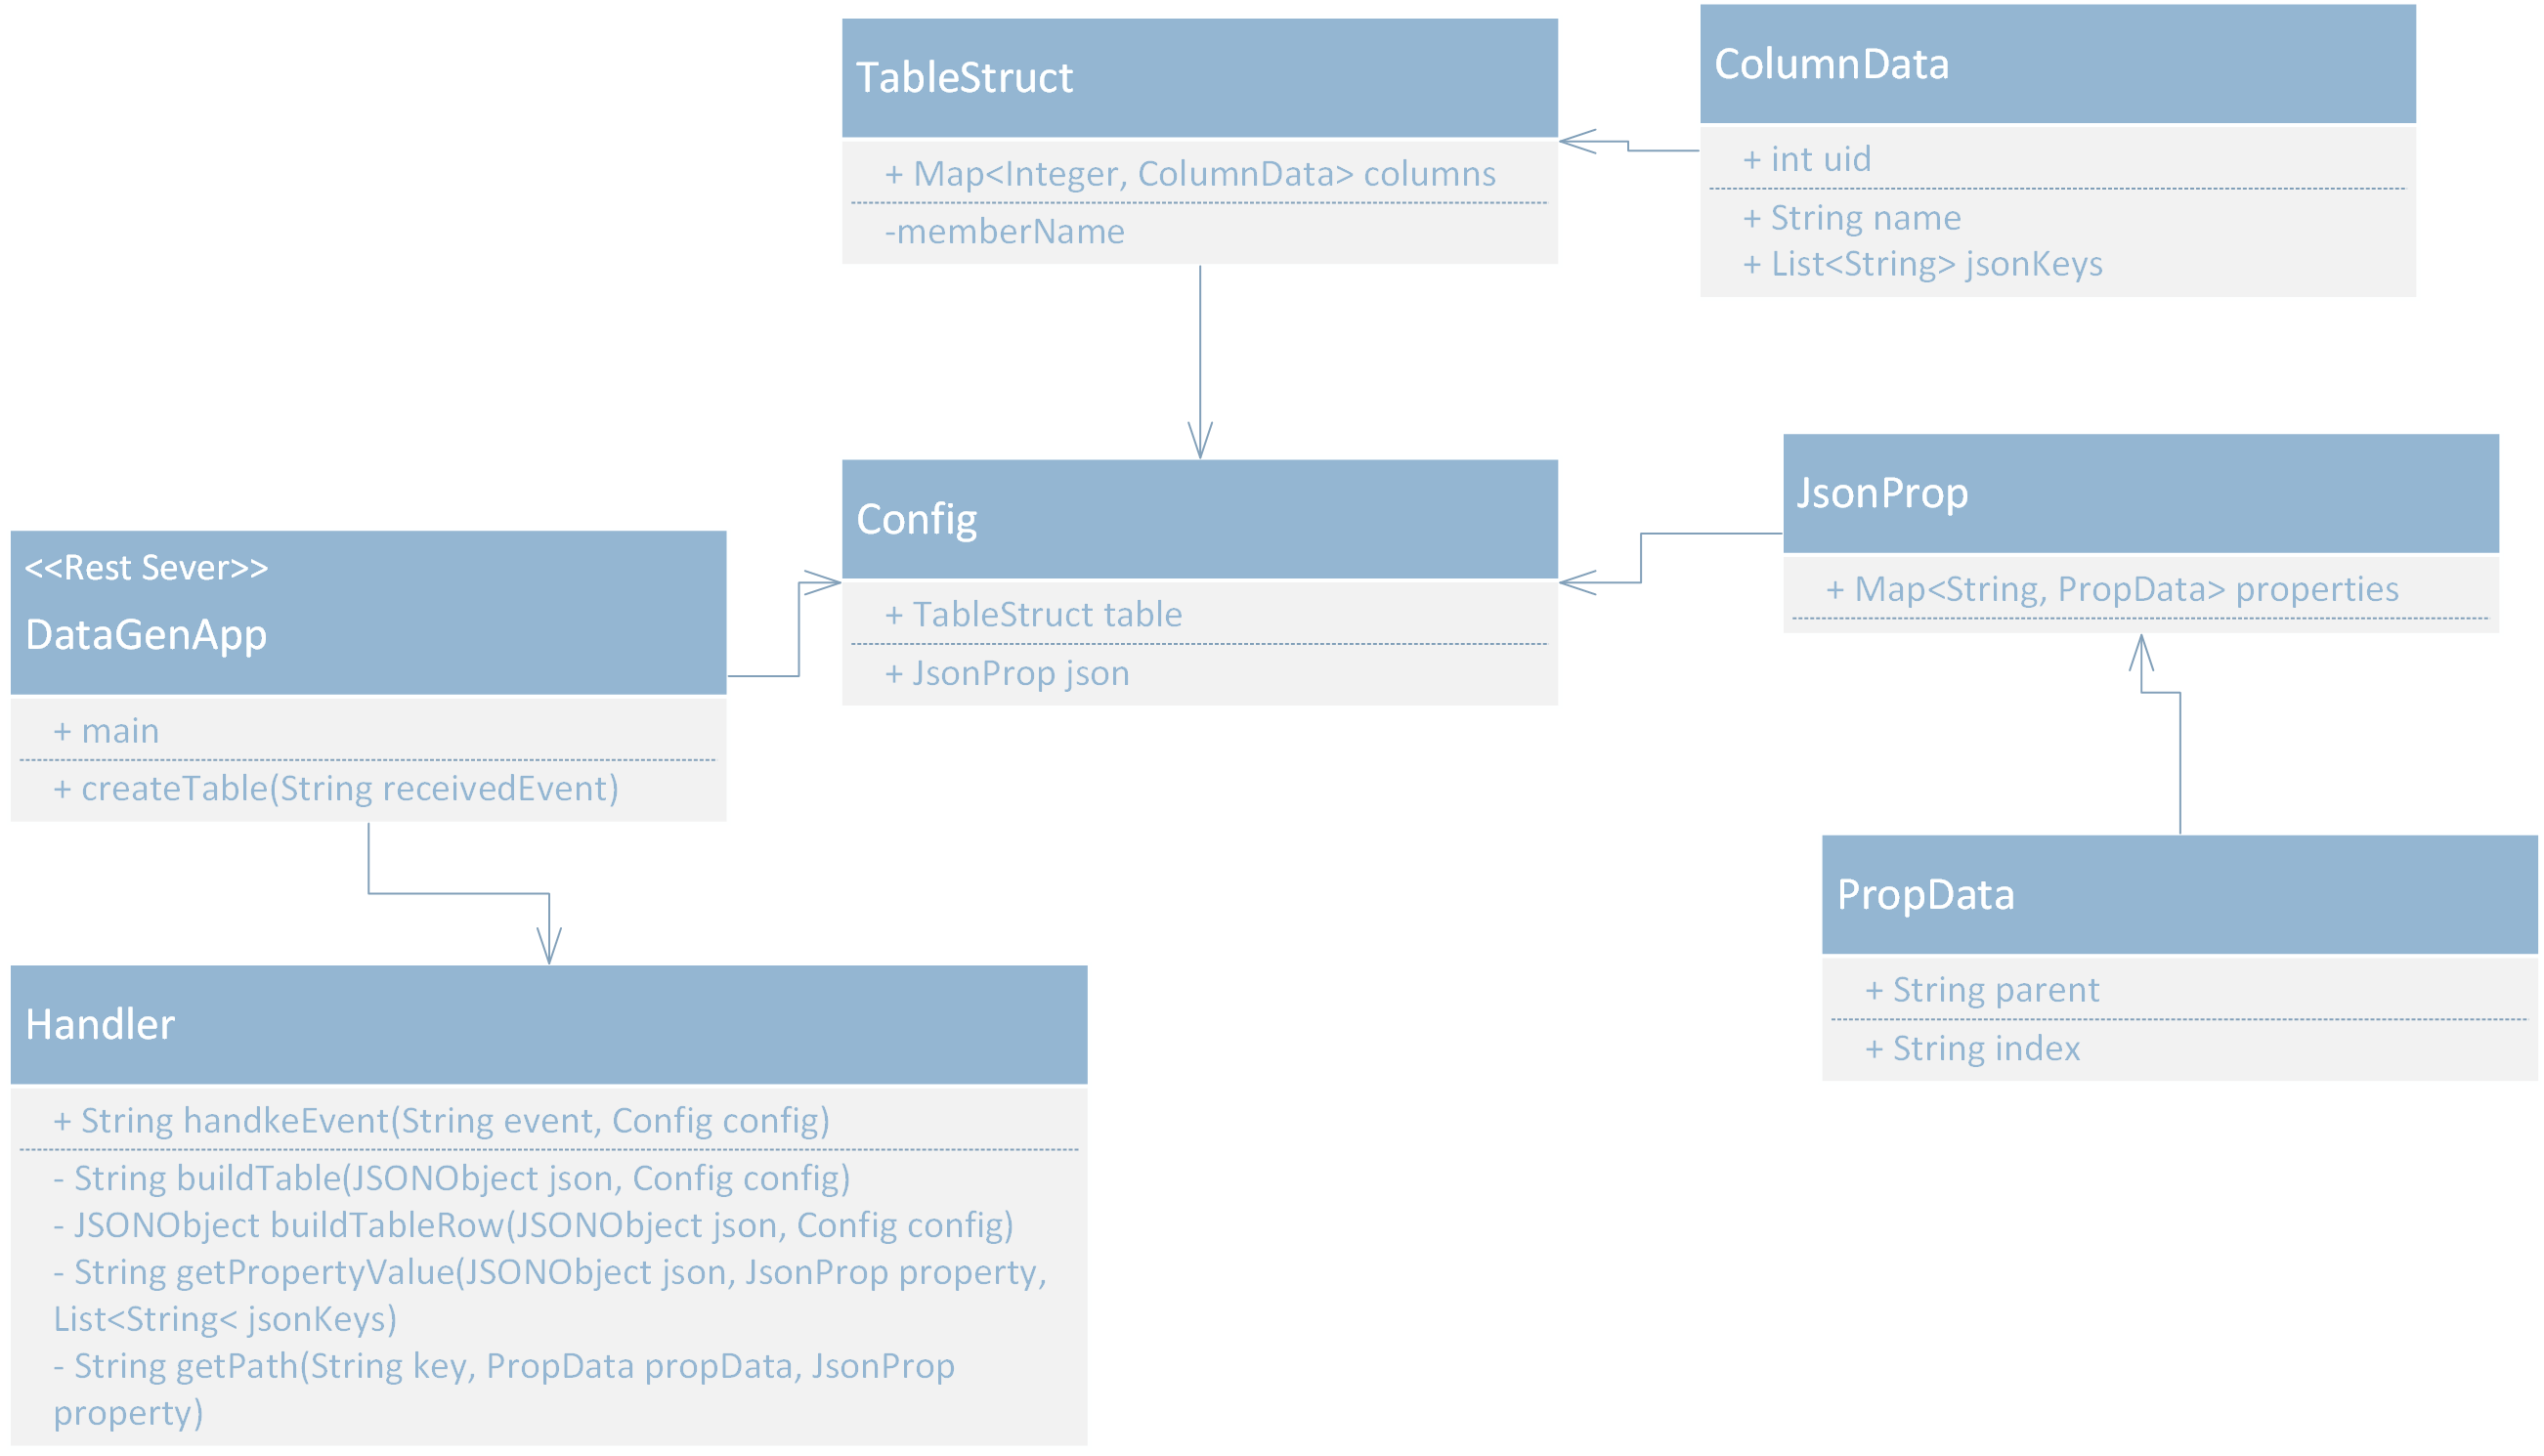 TableStruct
+ Map<Integer, ColumnData> columns
-memberName
ColumnData
+ int uid
+ String name
+ List<String> jsonKeys
Config
+ TableStruct table
+ JsonProp json
JsonProp
+ Map<String, PropData> properties
<<Rest Sever>>
DataGenApp
+ main
+ createTable(String receivedEvent)
PropData
+ String parent
+ String index
Handler
+ String handkeEvent(String event, Config config)
- String buildTable(JSONObject json, Config config)
- JSONObject buildTableRow(JSONObject json, Config config)
- String getPropertyValue(JSONObject json, JsonProp property,
List<String< jsonKeys)
- String getPath(String key, PropData propData, JsonProp
property)